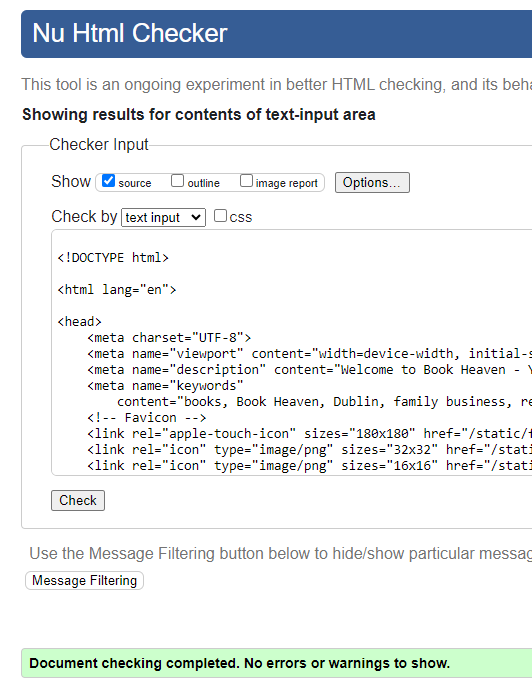 Nu Html Checker
This tool is an ongoing experiment in better HTML checking, and its beha
Showing results for contents of text-input area
Checker Input
Show source outline image report Options...
Check by text input css
<!DOCTYPE html>
<html lang="en">
<head>
<meta charset="UTF-8">
<meta name="viewport" content="width=device-width, initial-s
<meta name="description" content="Welcome to Book Heaven - Y
<meta name="keywords"
content="books, Book Heaven, Dublin, family business, re
<!-- Favicon -->
<link rel="apple-touch-icon" sizes="180x180" href="/static/f
<link rel="icon" type="image/png" sizes="32x32" href="/stati
<link rel="icon" type="image/png" sizes="16x16" href="/stati
Check
Use the Message Filtering button below to hide/show particular messag
Message Filtering
Document checking completed. No errors or warnings to show.